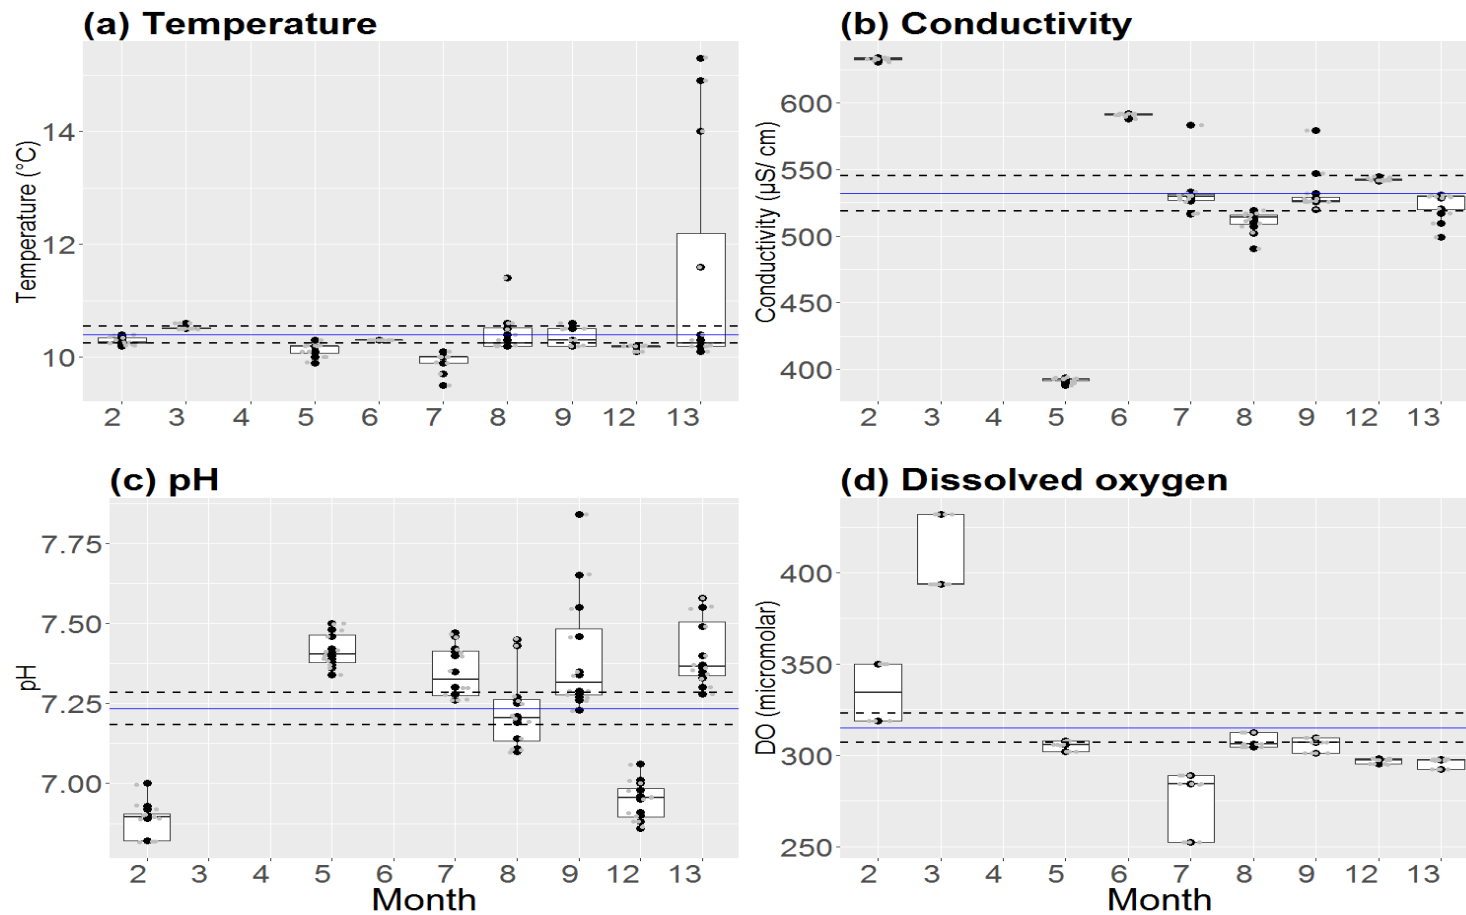 (a) Temperature
Temperature (°C)
14
12
10
2 3 4 5 6 7 8 9 12 13
(b) Conductivity
Conductivity (µS/ cm)
600
550
500
450
400
2 3 4 5 6 7 8 9 12 13
(c) pH
pH
7.75
7.50
7.25
7.00
2 3 4 5 6 7 8 9 12 13
Month
(d) Dissolved oxygen
DO (micromolar)
400
350
300
250
2 3 4 5 6 7 8 9 12 13
Month